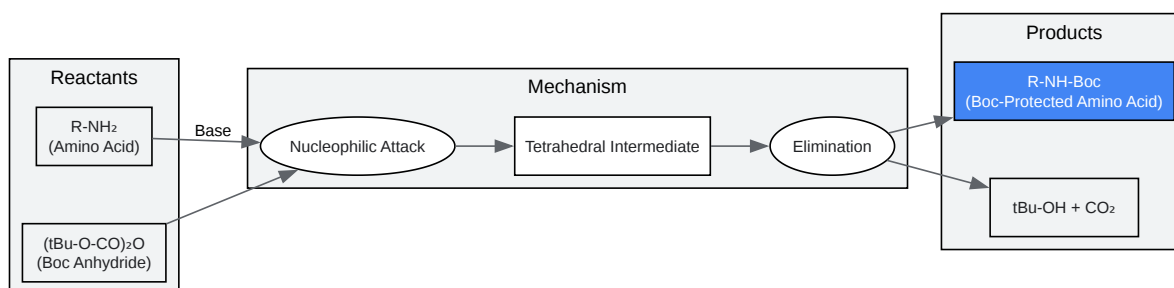 Reactants
R-NH₂
(Amino Acid)
(tBu-O-CO)₂O
(Boc Anhydride)
Base
Mechanism
Nucleophilic Attack
Tetrahedral Intermediate
Elimination
Products
R-NH-Boc
(Boc-Protected Amino Acid)
tBu-OH + CO₂